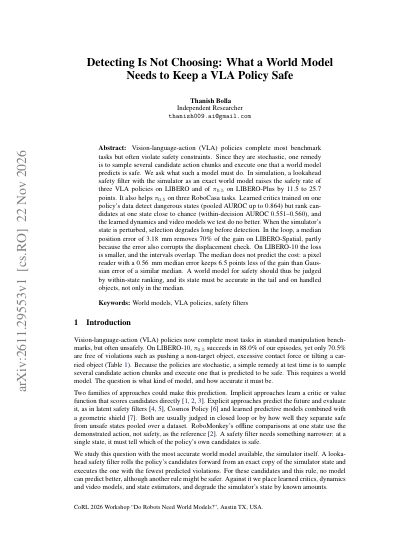 Detecting Is Not Choosing: What a World Model
Needs to Keep a VLA Policy Safe
Thanish Bolla
Independent Researcher
thanish009.ai@gmail.com
Abstract: Vision-language-action (VLA) policies complete most benchmark
tasks but often violate safety constraints. Since they are stochastic, one remedy
is to sample several candidate action chunks and execute one that a world model
predicts is safe. We ask what such a model must do. In simulation, a lookahead
safety filter with the simulator as an exact world model raises the safety rate of
three VLA policies on LIBERO and of π0.5 on LIBERO-Plus by 11.5 to 25.7
points. It also helps π0.5 on three RoboCasa tasks. Learned critics trained on one
policy's data detect dangerous states (pooled AUROC up to 0.864) but rank can-
didates at one state close to chance (within-decision AUROC 0.551–0.560), and
the learned dynamics and video models we test do no better. When the simulator
state is perturbed, selection degrades long before detection. In the loop, a median
position error of 3.18 mm removes 70% of the gain on LIBERO-Spatial, partly
because the error also corrupts the displacement check. On LIBERO-10 the loss
is smaller, and the intervals overlap. The median does not predict the cost: a pixel
reader with a 0.56 mm median error keeps 6.5 points less of the gain than Gaus-
sian error of a similar median. A world model for safety should thus be judged
by within-state ranking, and its state must be accurate in the tail and on handled
objects, not only in the median.
Keywords: World models, VLA policies, safety filters
1 Introduction
Vision-language-action (VLA) policies now complete most tasks in standard manipulation bench-
marks, but often unsafely. On LIBERO-10, π0.5 succeeds in 88.0% of our episodes, yet only 70.5%
are free of violations such as pushing a non-target object, excessive contact force or tilting a car-
ried object (Table 1). Because the policies are stochastic, a simple remedy at test time is to sample
several candidate action chunks and execute one that is predicted to be safe. This requires a world
model. The question is what kind of model, and how accurate it must be.
Two families of approaches could make this prediction. Implicit approaches learn a critic or value
function that scores candidates directly [1, 2, 3]. Explicit approaches predict the future and evaluate
it, as in latent safety filters [4, 5], Cosmos Policy [6] and learned predictive models combined with
a geometric shield [7]. Both are usually judged in closed loop or by how well they separate safe
from unsafe states pooled over a dataset. RoboMonkey's offline comparisons at one state use the
demonstrated action, not safety, as the reference [2]. A safety filter needs something narrower: at a
single state, it must tell which of the policy's own candidates is safe.
We study this question with the most accurate world model available, the simulator itself. A looka-
head safety filter rolls the policy's candidates forward from an exact copy of the simulator state and
executes the one with the fewest predicted violations. For these candidates and this rule, no model
can predict better, although another rule might be safer. Against it we place learned critics, dynamics
and video models, and state estimators, and degrade the simulator's state by known amounts.
CoRL 2026 Workshop "Do Robots Need World Models?", Austin TX, USA.
arXiv:2611.29553v1 [cs.RO] 22 Nov 2026